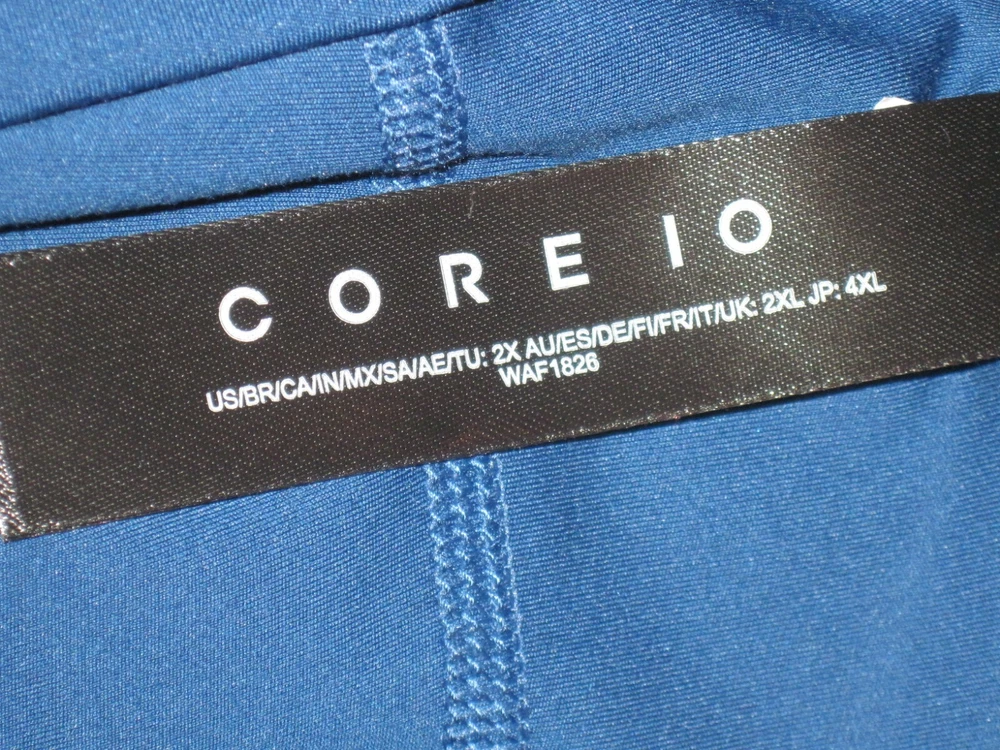 CORE IO
US/BR/CA/IN/MX/SA/AE/TU: 2X AU/ES/DE/FI/FR/IT/UK: 2XL JP: 4XL
WAF1826